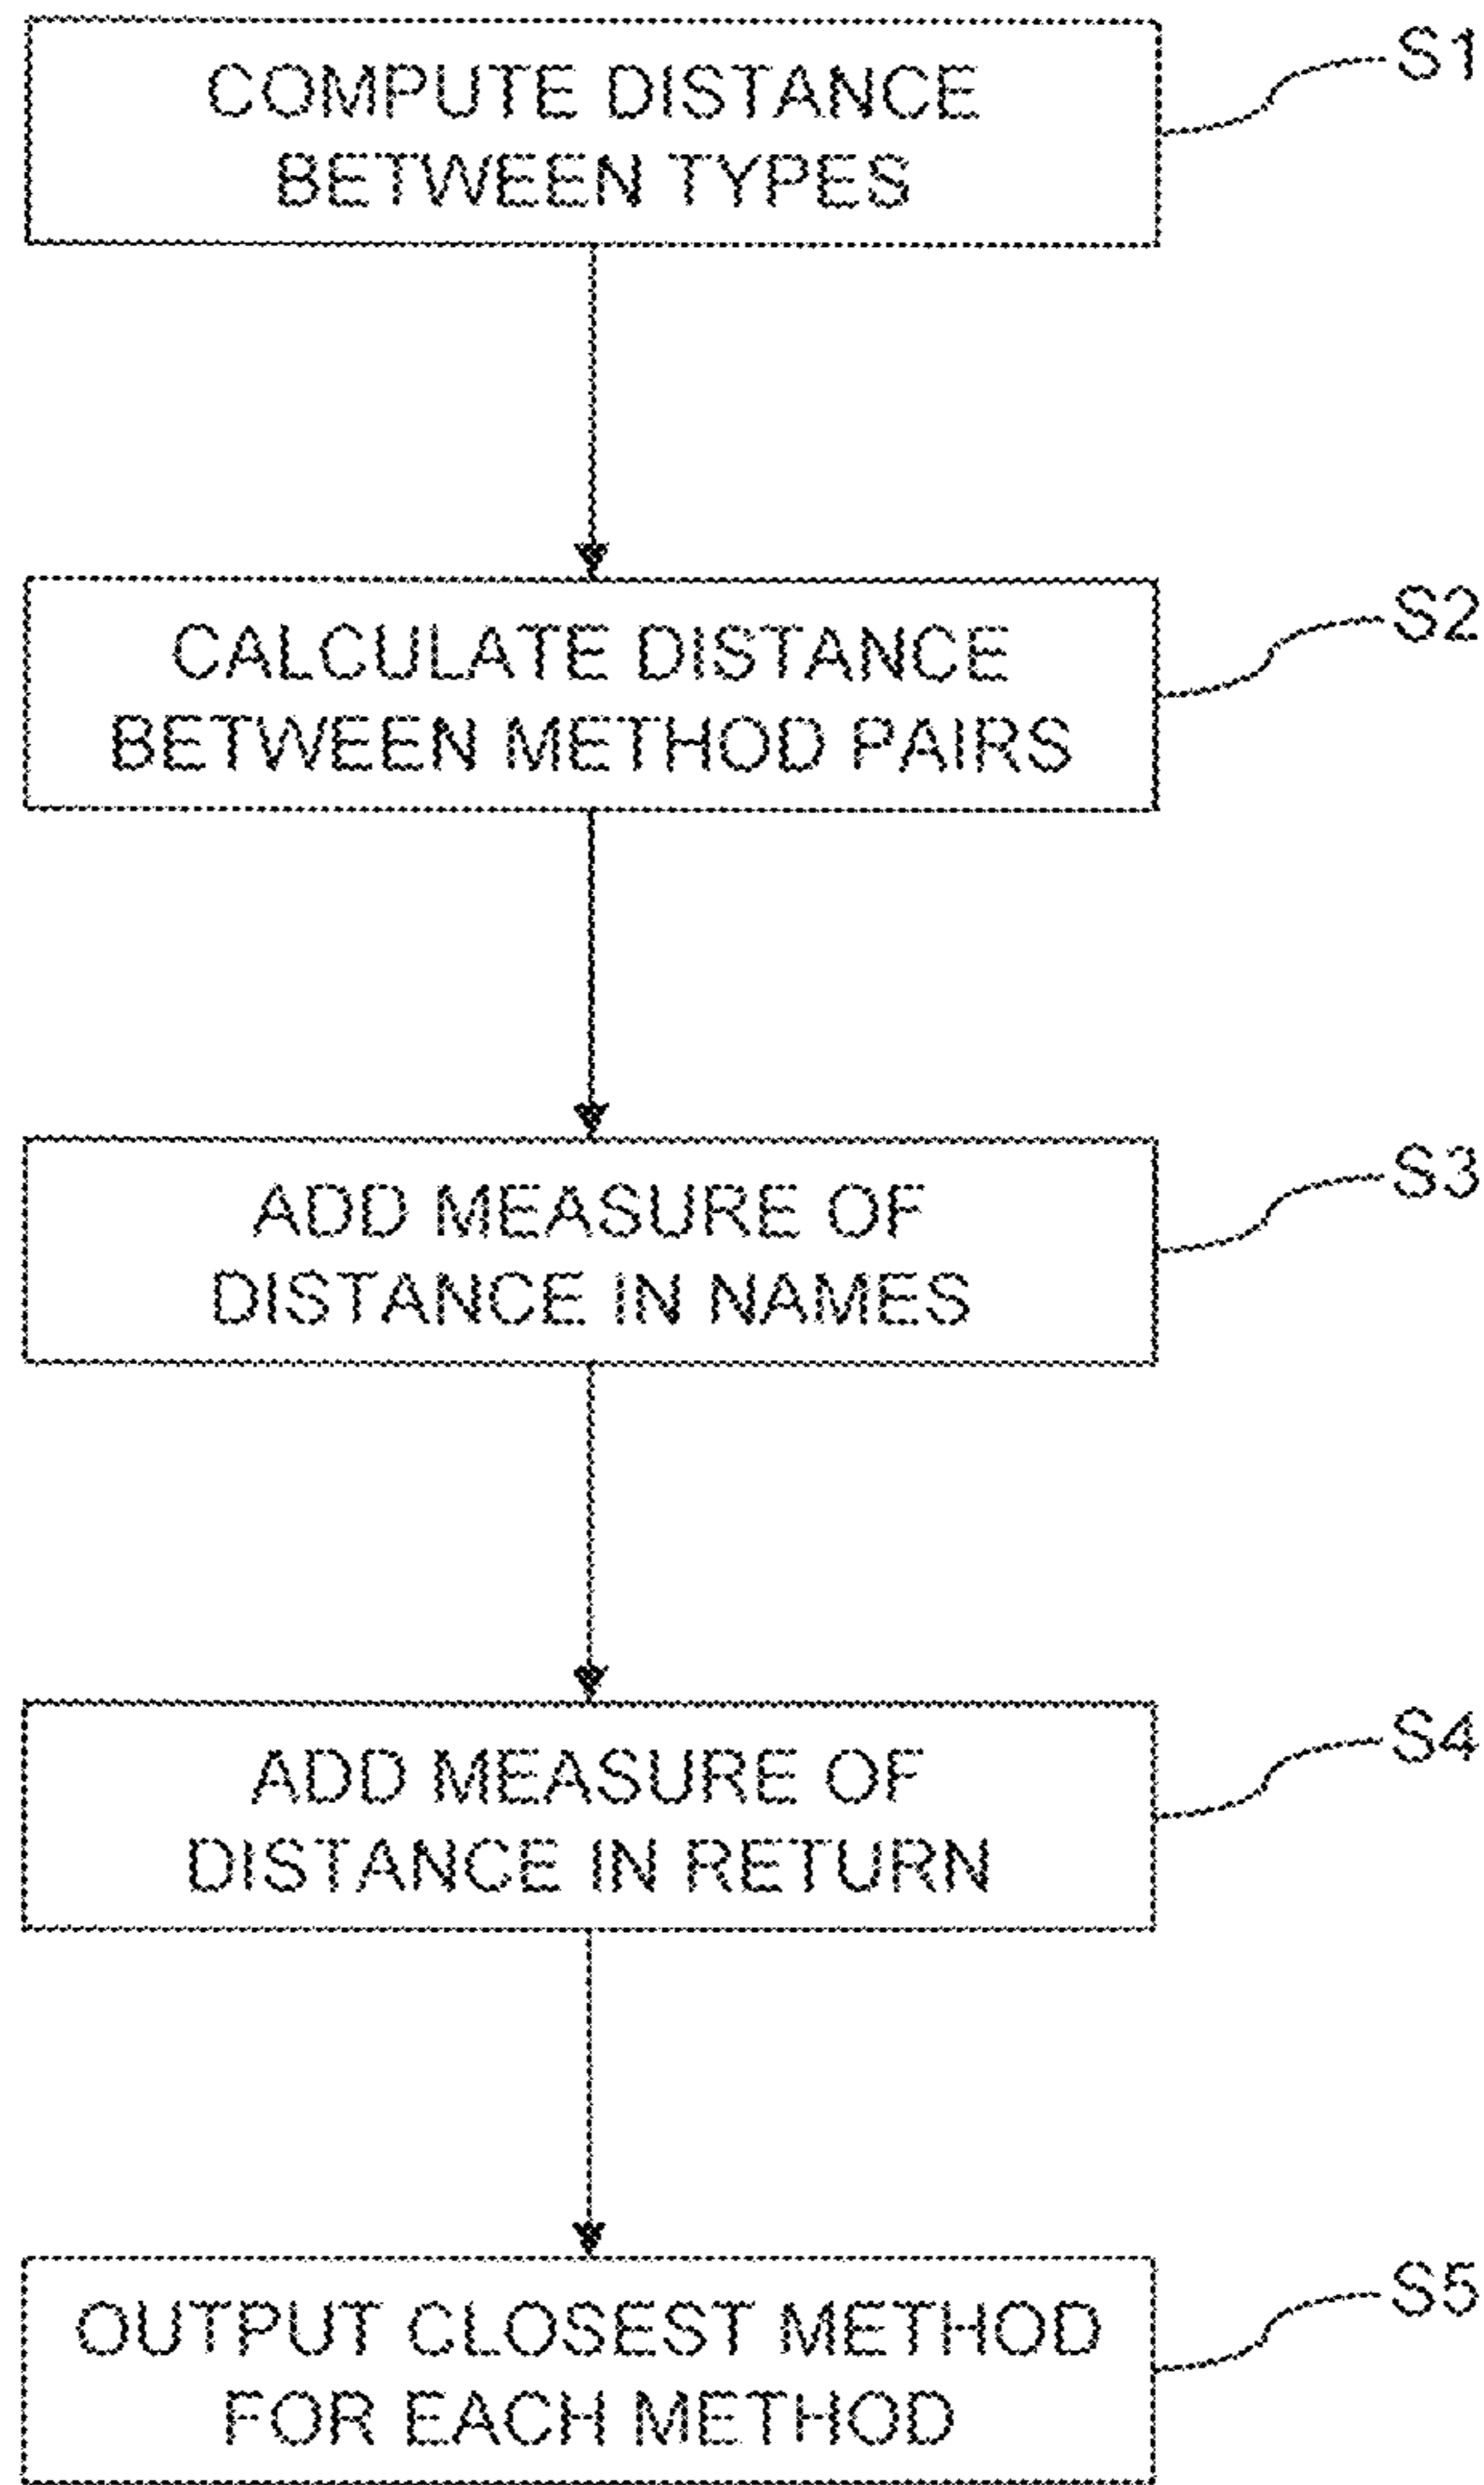 COMPUTE DISTANCE
BETWEEN TYPES
S1
CALCULATE DISTANCE
BETWEEN METHOD PAIRS
S2
ADD MEASURE OF
DISTANCE IN NAMES
S3
ADD MEASURE OF
DISTANCE IN RETURN
S4
OUTPUT CLOSEST METHOD
FOR EACH METHOD
S5